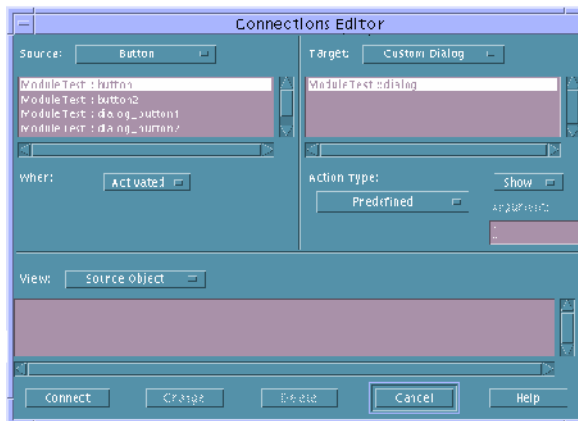 Connections Editor
Source: Button
Target: Custom Dialog
ModuleTest::button
ModuleTest::button2
ModuleTest::dialog_button1
ModuleTest::dialog_button2
ModuleTest::dialog
When: Activated
Action Type: Show
Predefined
Argument:
View: Source Object
Connect Change Delete Cancel Help